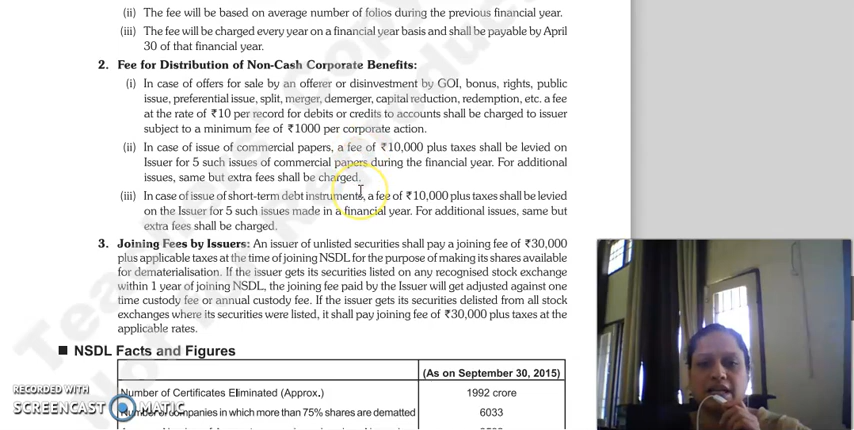 (ii) The fee will be based on average number of folios during the previous financial year.
(iii) The fee will be charged every year on a financial year basis and shall be payable by April
30 of that financial year.
2. Fee for Distribution of Non-Cash Corporate Benefits:
(i) In case of offers for sale by an offerer or disinvestment by GOI, bonus, rights, public
issue, preferential issue, split, merger, demerger, capital reduction, redemption, etc. a fee
at the rate of ₹10 per record for debits or credits to accounts shall be charged to issuer
subject to a minimum fee of ₹1000 per corporate action.
(ii) In case of issue of commercial papers, a fee of ₹10,000 plus taxes shall be levied on
Issuer for 5 such issues of commercial papers during the financial year. For additional
issues, same but extra fees shall be charged.
(iii) In case of issue of short-term debt instruments, a fee of ₹10,000 plus taxes shall be levied
on the Issuer for 5 such issues made in a financial year. For additional issues, same but
extra fees shall be charged.
3. Joining Fees by Issuers: An issuer of unlisted securities shall pay a joining fee of ₹30,000
plus applicable taxes at the time of joining NSDL for the purpose of making its shares available
for dematerialisation. If the issuer gets its securities listed on any recognised stock exchange
within 1 year of joining NSDL, the joining fee paid by the Issuer will get adjusted against one
time custody fee or annual custody fee. If the issuer gets its securities delisted from all stock
exchanges where its securities were listed, it shall pay joining fee of ₹30,000 plus taxes at the
applicable rates.
■ NSDL Facts and Figures
(As on September 30, 2015)
Number of Certificates Eliminated (Approx.) 1992 crore
Number of companies in which more than 75% shares are dematted 6033
RECORDED WITH
SCREENCAST MATIC